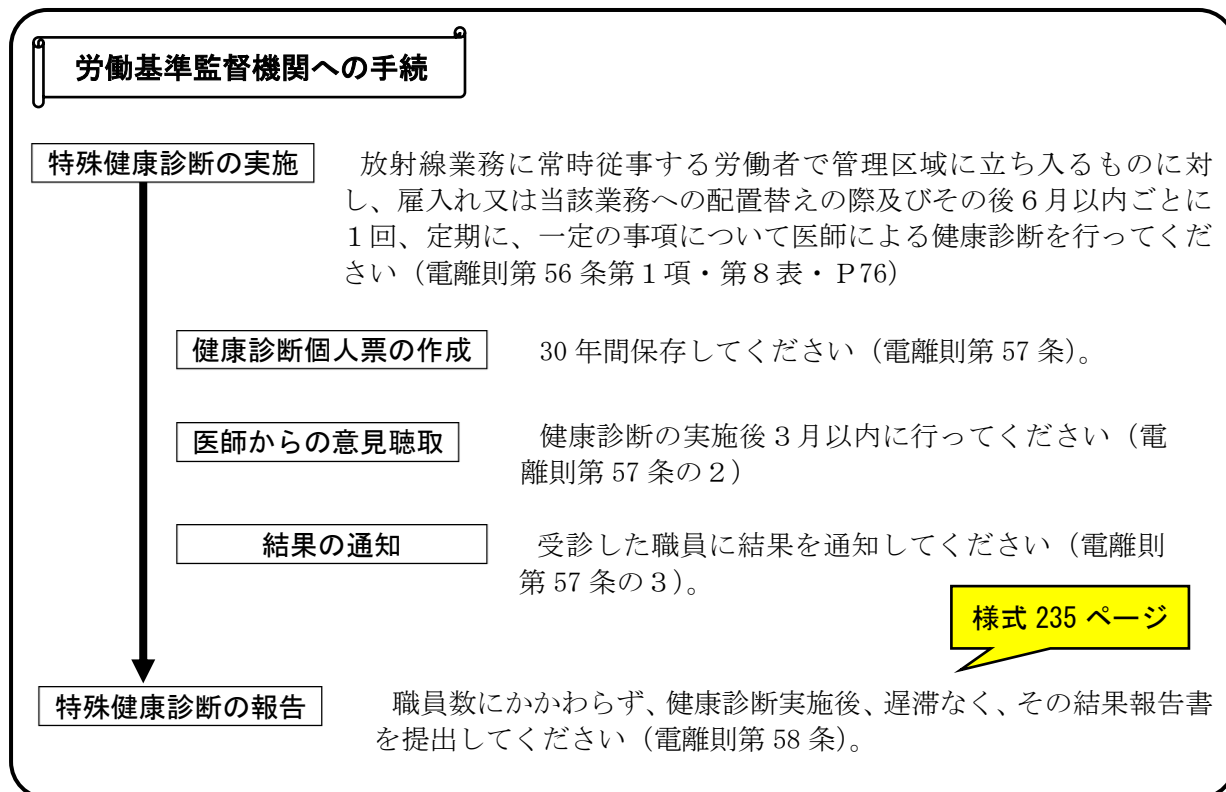 労働基準監督機関への手続
特殊健康診断の実施
放射線業務に常時従事する労働者で管理区域に立ち入るものに対
し、雇入れ又は当該業務への配置替えの際及びその後６月以内ごとに
１回、定期に、一定の事項について医師による健康診断を行ってくだ
さい（電離則第 56 条第１項・第８表・Ｐ76）
健康診断個人票の作成
30 年間保存してください（電離則第 57 条）。
医師からの意見聴取
健康診断の実施後３月以内に行ってください（電
離則第 57 条の２）
結果の通知
受診した職員に結果を通知してください（電離則
第 57 条の３）。
様式 235 ページ
特殊健康診断の報告
職員数にかかわらず、健康診断実施後、遅滞なく、その結果報告書
を提出してください（電離則第 58 条）。